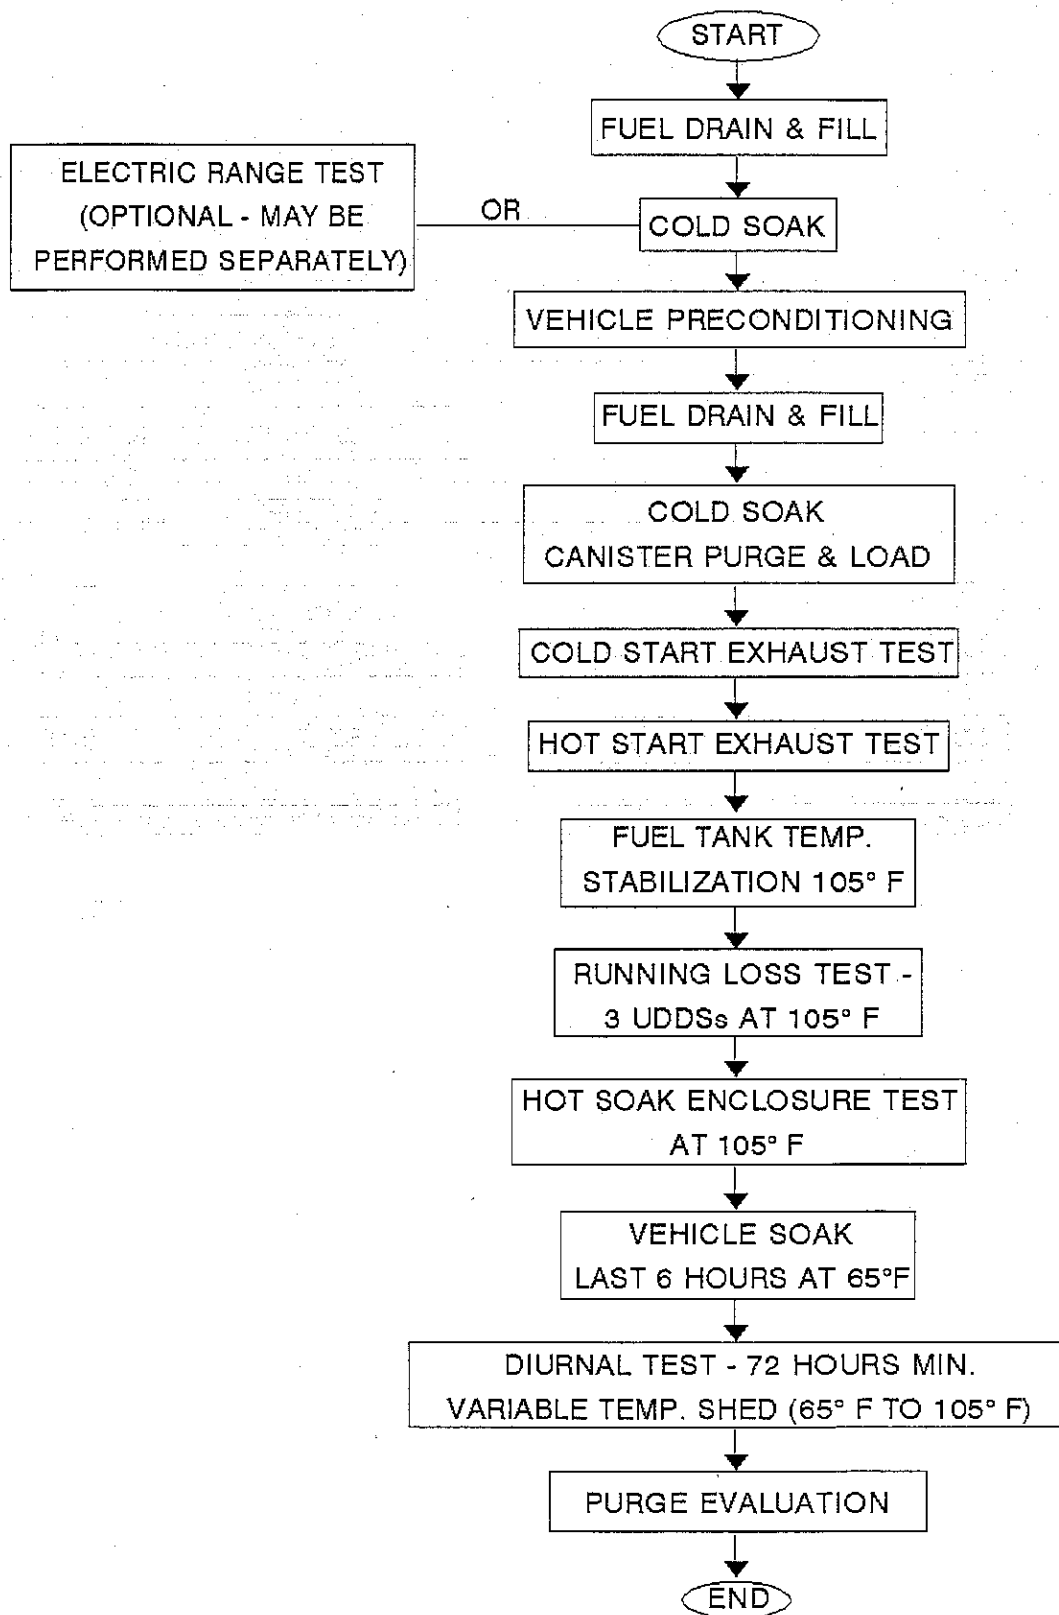 START
FUEL DRAIN & FILL
ELECTRIC RANGE TEST
(OPTIONAL - MAY BE
PERFORMED SEPARATELY)
OR
COLD SOAK
VEHICLE PRECONDITIONING
FUEL DRAIN & FILL
COLD SOAK
CANISTER PURGE & LOAD
COLD START EXHAUST TEST
HOT START EXHAUST TEST
FUEL TANK TEMP.
STABILIZATION 105° F
RUNNING LOSS TEST -
3 UDDSs AT 105° F
HOT SOAK ENCLOSURE TEST
AT 105° F
VEHICLE SOAK
LAST 6 HOURS AT 65°F
DIURNAL TEST - 72 HOURS MIN.
VARIABLE TEMP. SHED (65° F TO 105° F)
PURGE EVALUATION
END